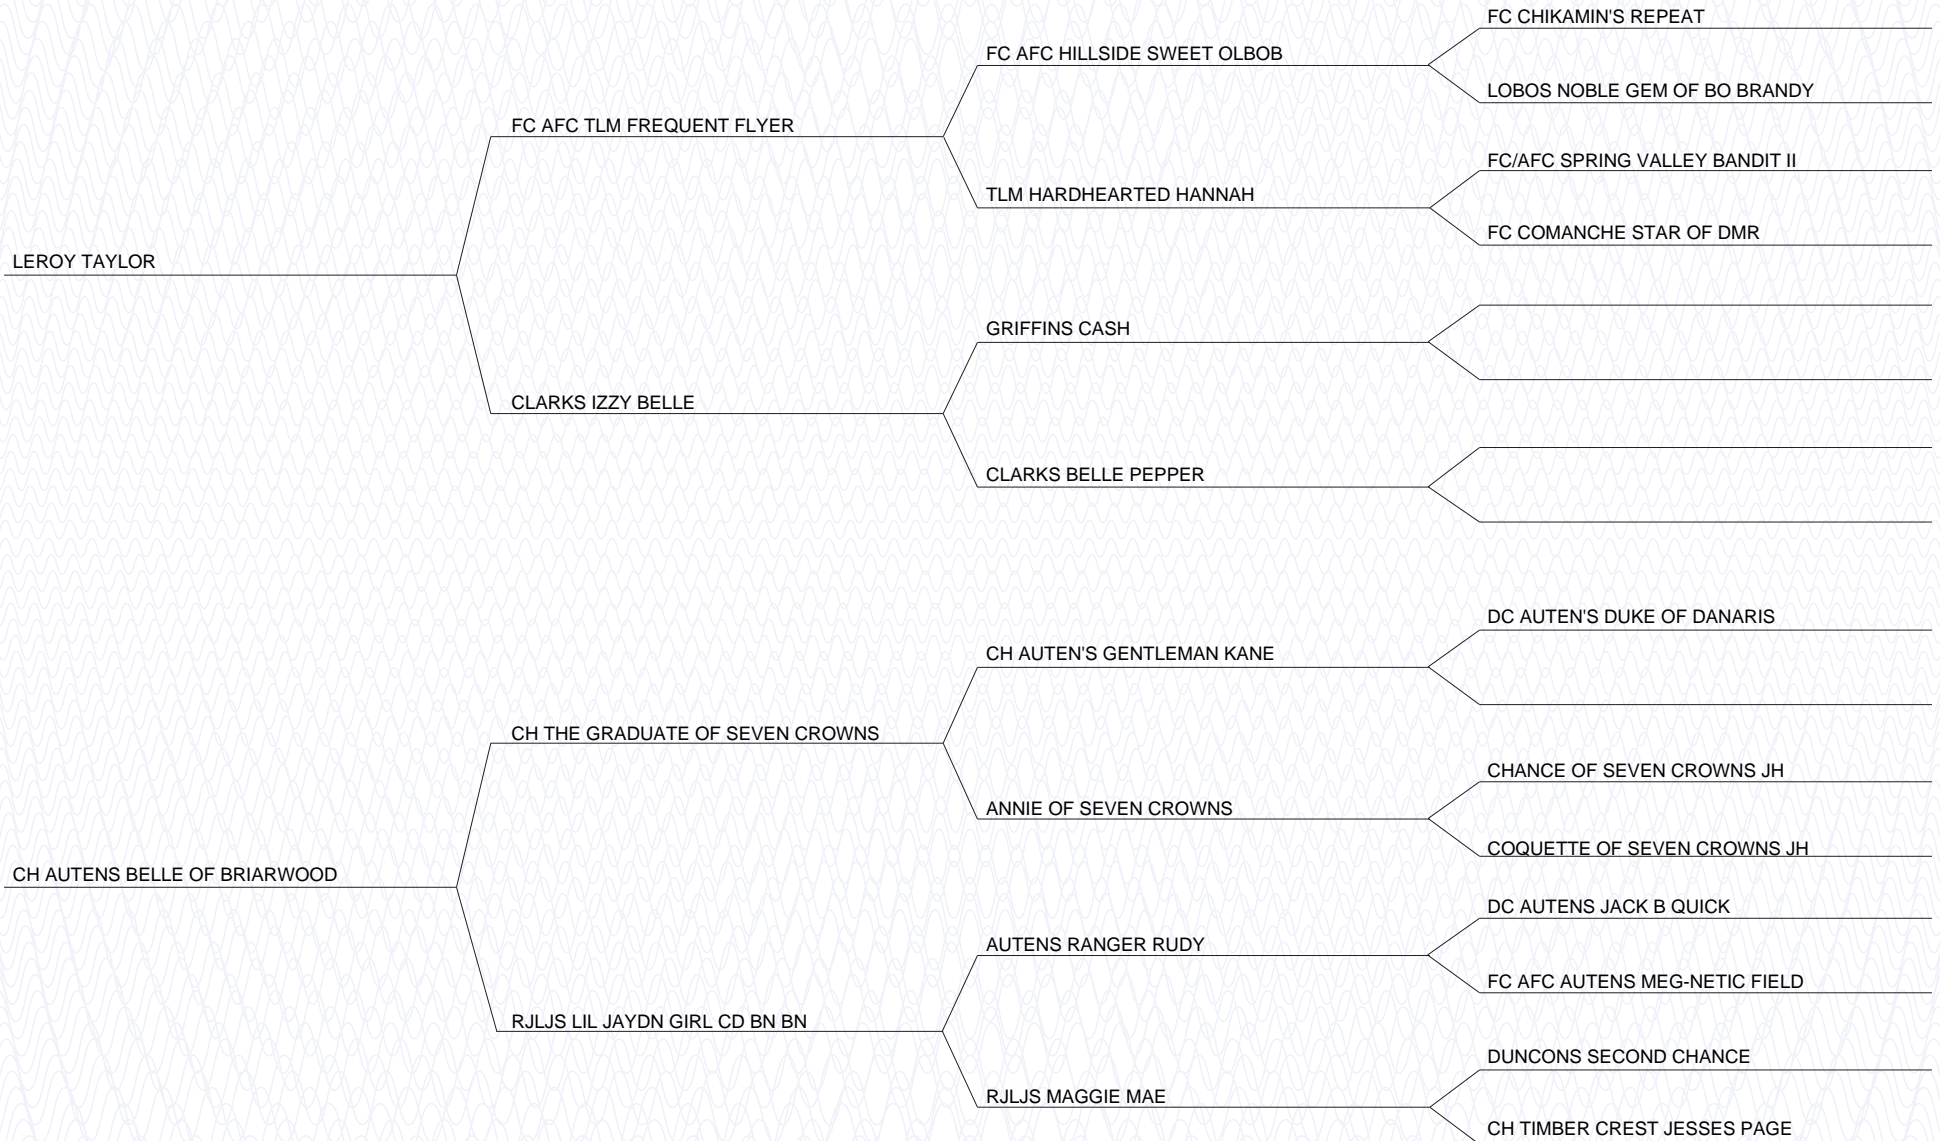 FC CHIKAMIN'S REPEAT
FC AFC HILLSIDE SWEET OLBOB
LOBOS NOBLE GEM OF BO BRANDY
FC AFC TLM FREQUENT FLYER
FC/AFC SPRING VALLEY BANDIT II
TLM HARDHEARTED HANNAH
FC COMANCHE STAR OF DMR
LEROY TAYLOR
GRIFFINS CASH
CLARKS IZZY BELLE
CLARKS BELLE PEPPER
DC AUTEN'S DUKE OF DANARIS
CH AUTEN'S GENTLEMAN KANE
CH THE GRADUATE OF SEVEN CROWNS
CHANCE OF SEVEN CROWNS JH
ANNIE OF SEVEN CROWNS
COQUETTE OF SEVEN CROWNS JH
CH AUTENS BELLE OF BRIARWOOD
DC AUTENS JACK B QUICK
AUTENS RANGER RUDY
FC AFC AUTENS MEG-NETIC FIELD
RJLJS LIL JAYDN GIRL CD BN BN
DUNCONS SECOND CHANCE
RJLJS MAGGIE MAE
CH TIMBER CREST JESSES PAGE